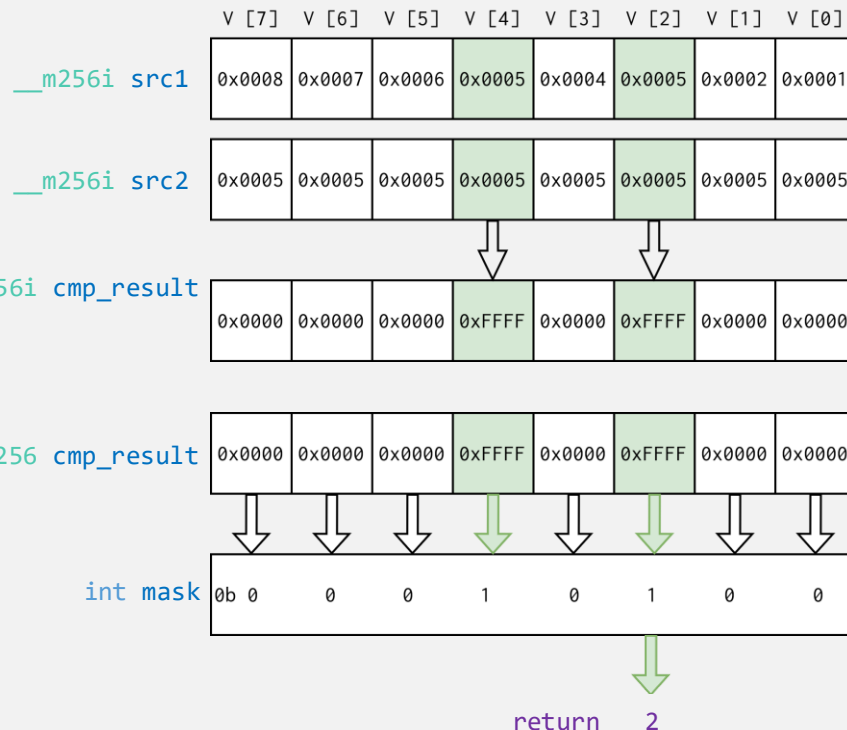 V [7] V [6] V [5] V [4] V [3] V [2] V [1] V [0]
__m256i src1 0x0008 0x0007 0x0006 0x0005 0x0004 0x0005 0x0002 0x0001
__m256i src2 0x0005 0x0005 0x0005 0x0005 0x0005 0x0005 0x0005 0x0005
56i cmp_result 0x0000 0x0000 0x0000 0xFFFF 0x0000 0xFFFF 0x0000 0x0000
256 cmp_result 0x0000 0x0000 0x0000 0xFFFF 0x0000 0xFFFF 0x0000 0x0000
int mask 0b 0 0 0 1 0 1 0 0
return 2